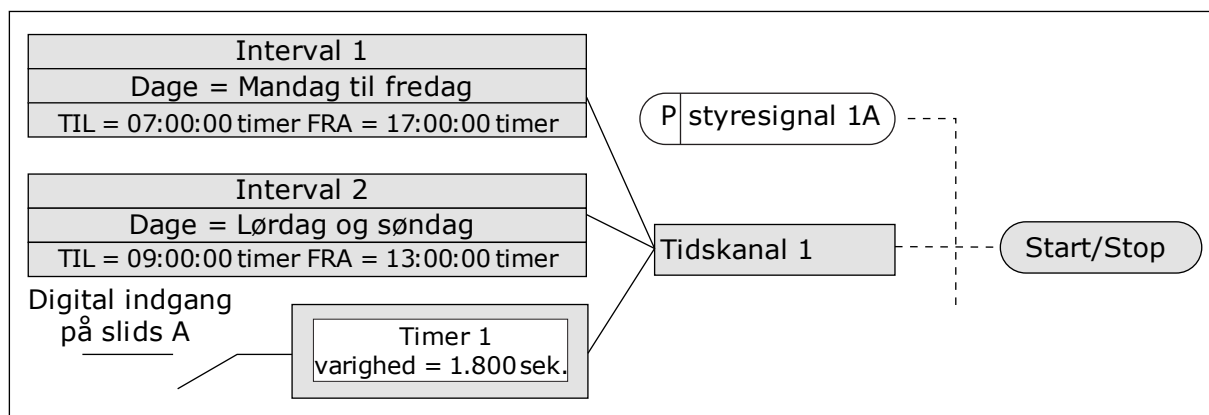 Interval 1
Dage = Mandag til fredag
TIL = 07:00:00 timer FRA = 17:00:00 timer
P styresignal 1A
Interval 2
Dage = Lørdag og søndag
TIL = 09:00:00 timer FRA = 13:00:00 timer
Tidskanal 1
Start/Stop
Digital indgang
på slids A
Timer 1
varighed = 1.800 sek.